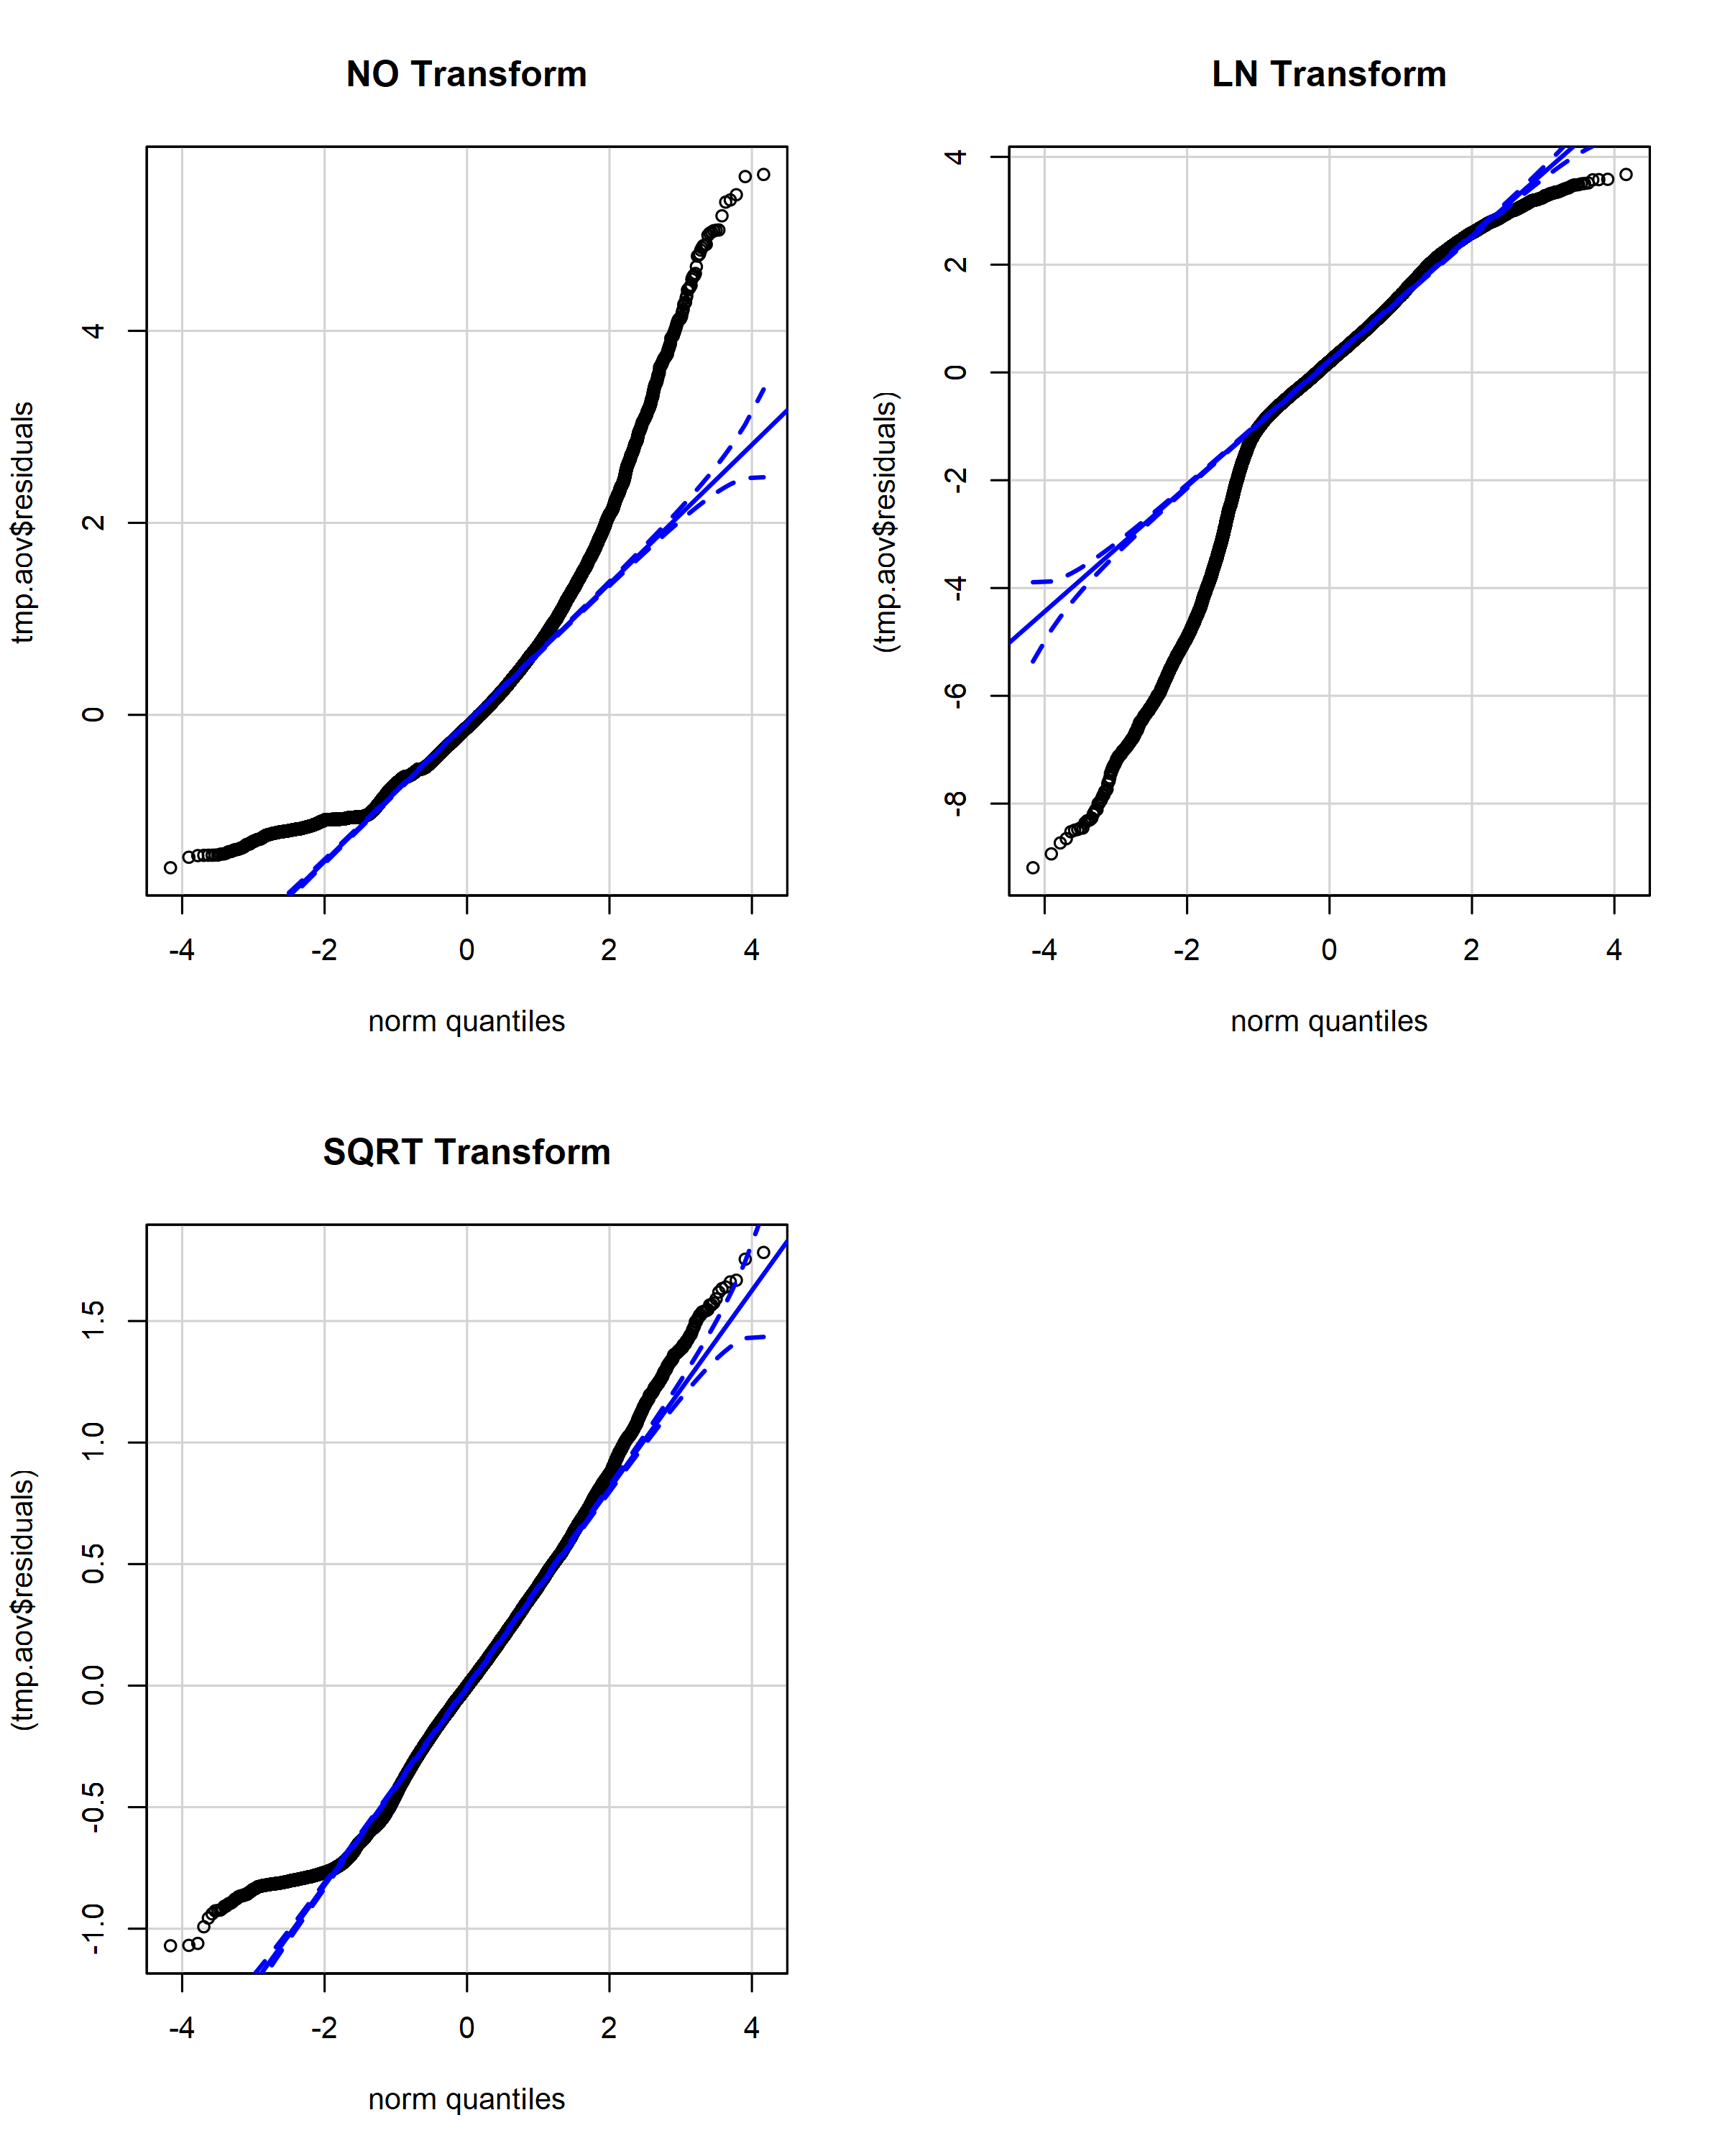 NO Transform
tmp.aov$residuals
4
2
0
-4 -2 0 2 4
norm quantiles
LN Transform
(tmp.aov$residuals)
4
2
0
-2
-4
-6
-8
-4 -2 0 2 4
norm quantiles
SQRT Transform
(tmp.aov$residuals)
1.5
1.0
0.5
0.0
-0.5
-1.0
-4 -2 0 2 4
norm quantiles